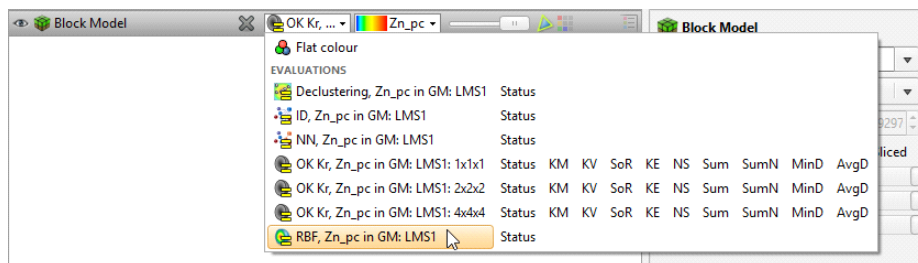 Block Model OK Kr, ... Zn_pc Block Model
Flat colour
EVALUATIONS
Declustering, Zn_pc in GM: LMS1 Status
ID, Zn_pc in GM: LMS1 Status
9297
NN, Zn_pc in GM: LMS1 Status
liced
OK Kr, Zn_pc in GM: LMS1: 1x1x1 Status KM KV SoR KE NS Sum SumN MinD AvgD
OK Kr, Zn_pc in GM: LMS1: 2x2x2 Status KM KV SoR KE NS Sum SumN MinD AvgD
OK Kr, Zn_pc in GM: LMS1: 4x4x4 Status KM KV SoR KE NS Sum SumN MinD AvgD
RBF, Zn_pc in GM: LMS1 Status